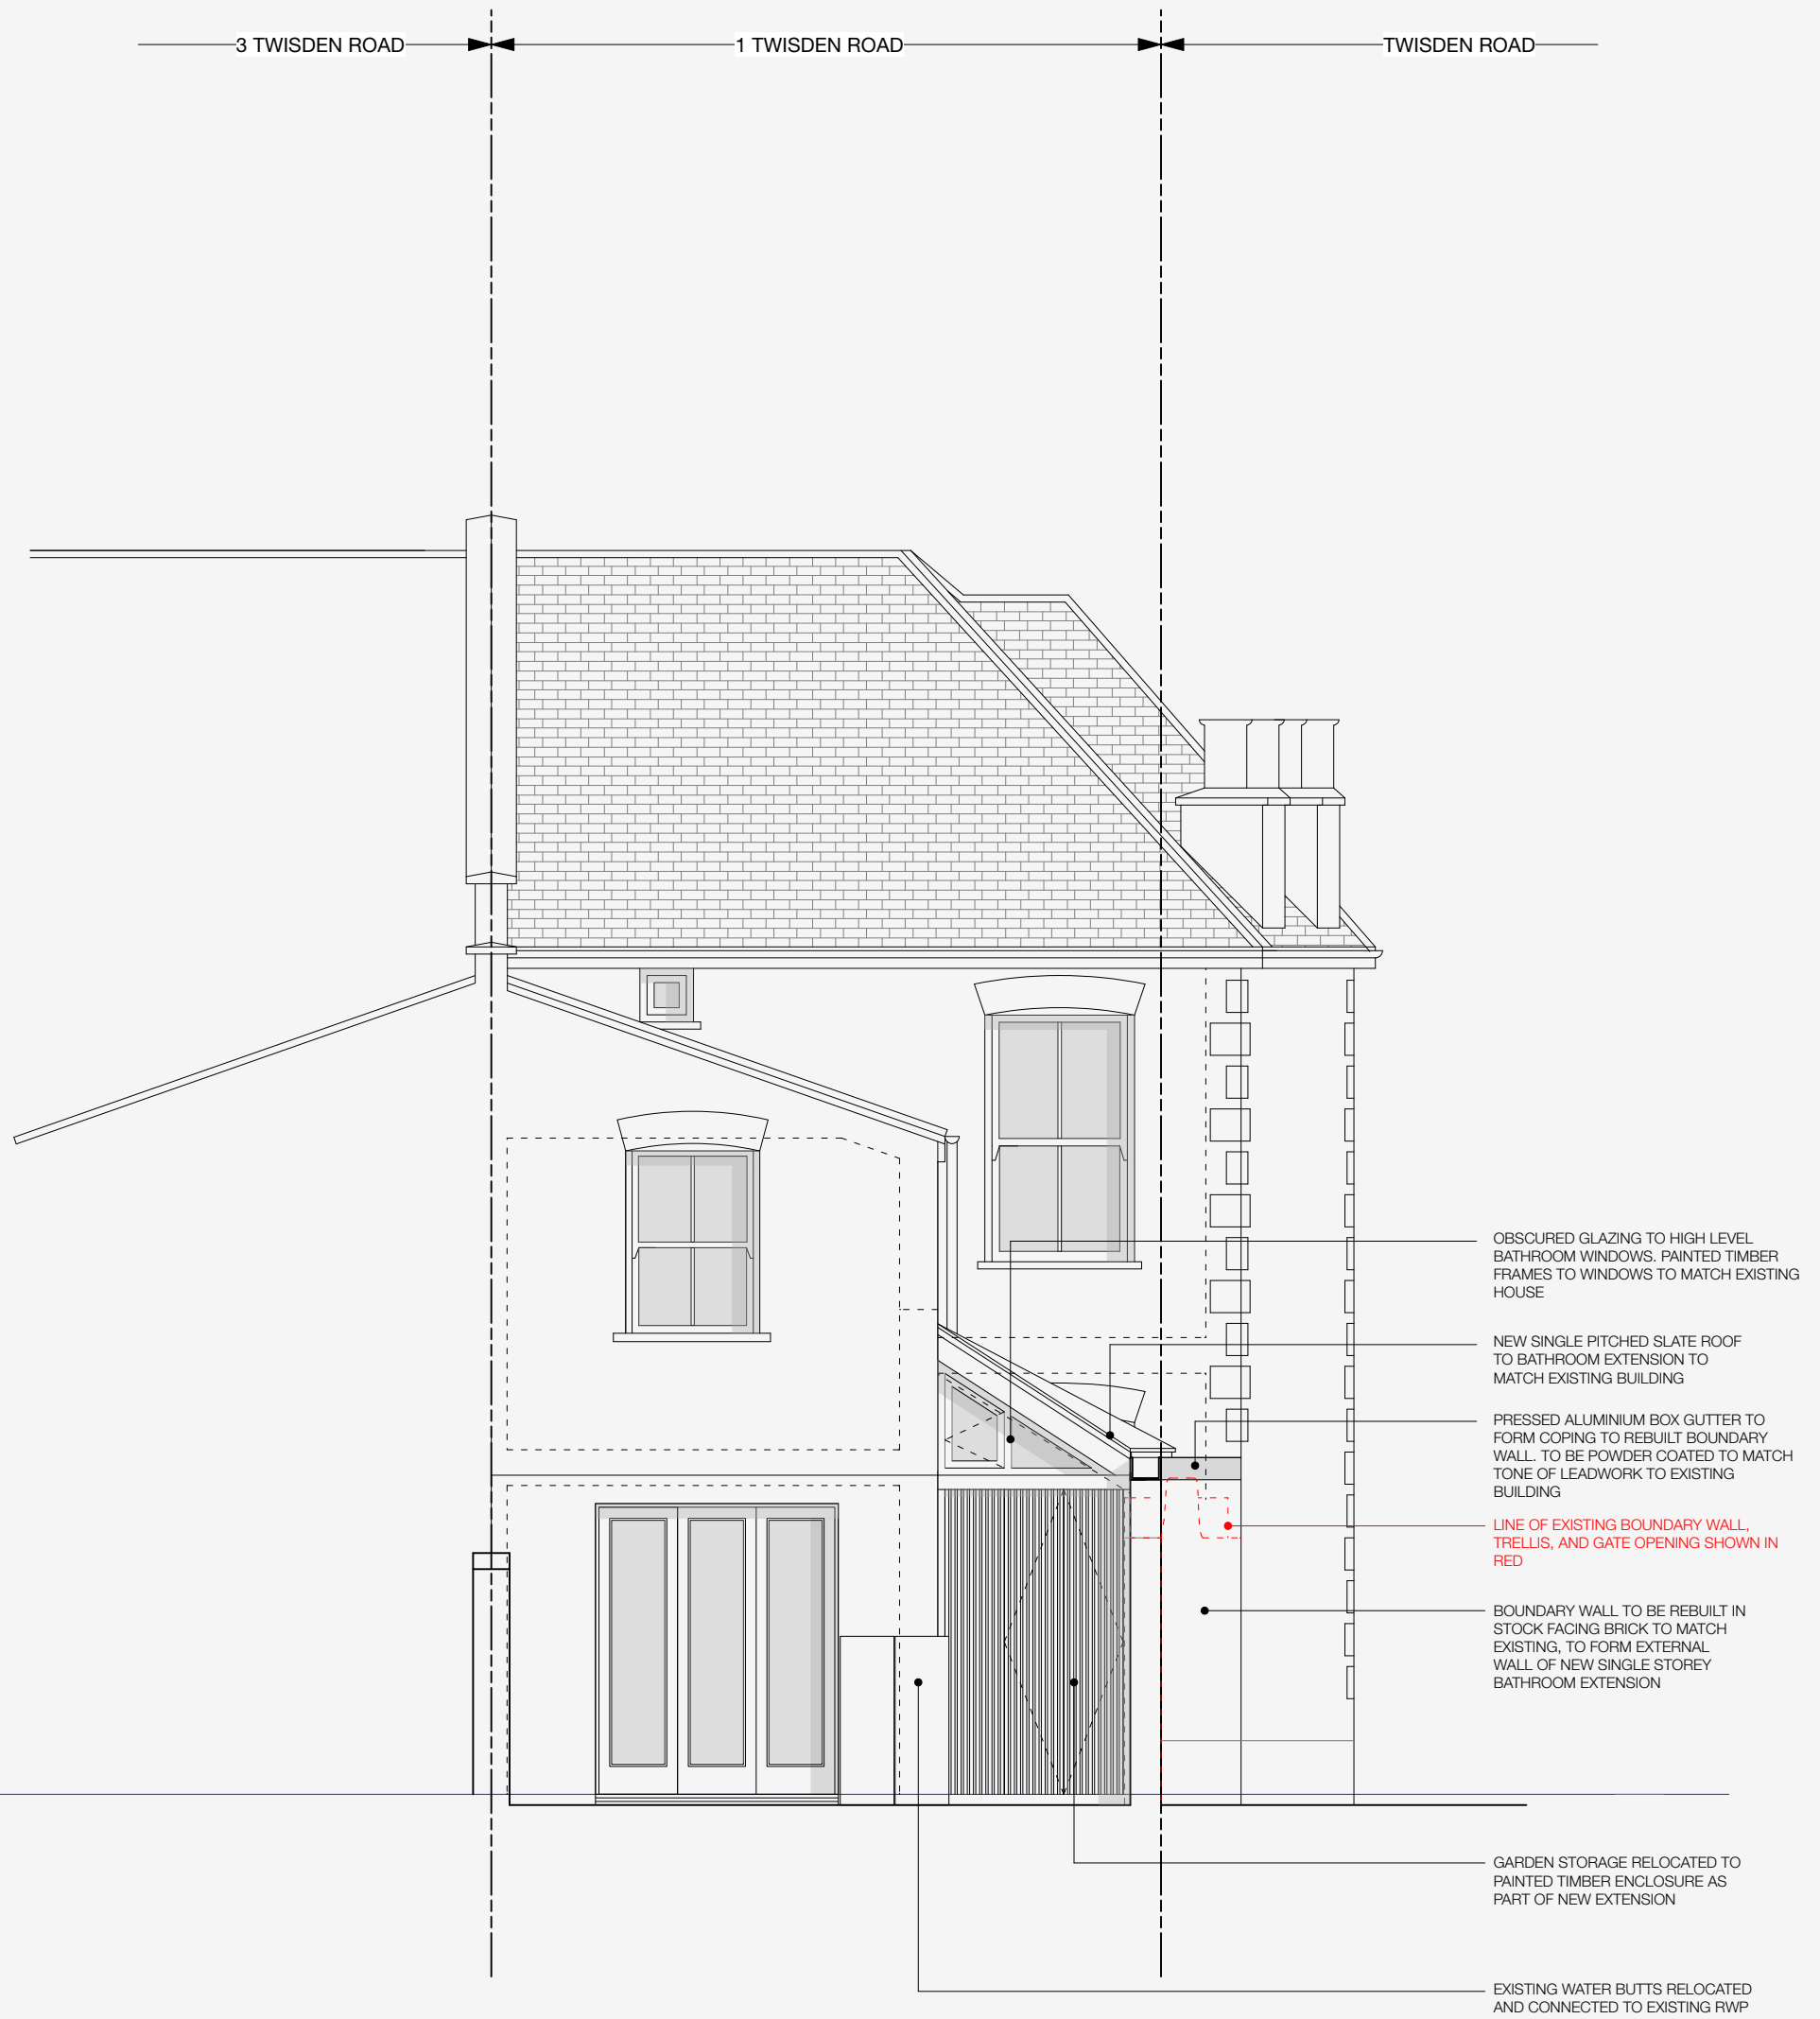 3 TWISDEN ROAD
1 TWISDEN ROAD
TWISDEN ROAD
OBSCURED GLAZING TO HIGH LEVEL
BATHROOM WINDOWS. PAINTED TIMBER
FRAMES TO WINDOWS TO MATCH EXISTING
HOUSE
NEW SINGLE PITCHED SLATE ROOF
TO BATHROOM EXTENSION TO
MATCH EXISTING BUILDING
PRESSED ALUMINIUM BOX GUTTER TO
FORM COPING TO REBUILT BOUNDARY
WALL. TO BE POWDER COATED TO MATCH
TONE OF LEADWORK TO EXISTING
BUILDING
LINE OF EXISTING BOUNDARY WALL,
TRELLIS, AND GATE OPENING SHOWN IN
RED
BOUNDARY WALL TO BE REBUILT IN
STOCK FACING BRICK TO MATCH
EXISTING, TO FORM EXTERNAL
WALL OF NEW SINGLE STOREY
BATHROOM EXTENSION
GARDEN STORAGE RELOCATED TO
PAINTED TIMBER ENCLOSURE AS
PART OF NEW EXTENSION
EXISTING WATER BUTTS RELOCATED
AND CONNECTED TO EXISTING RWP